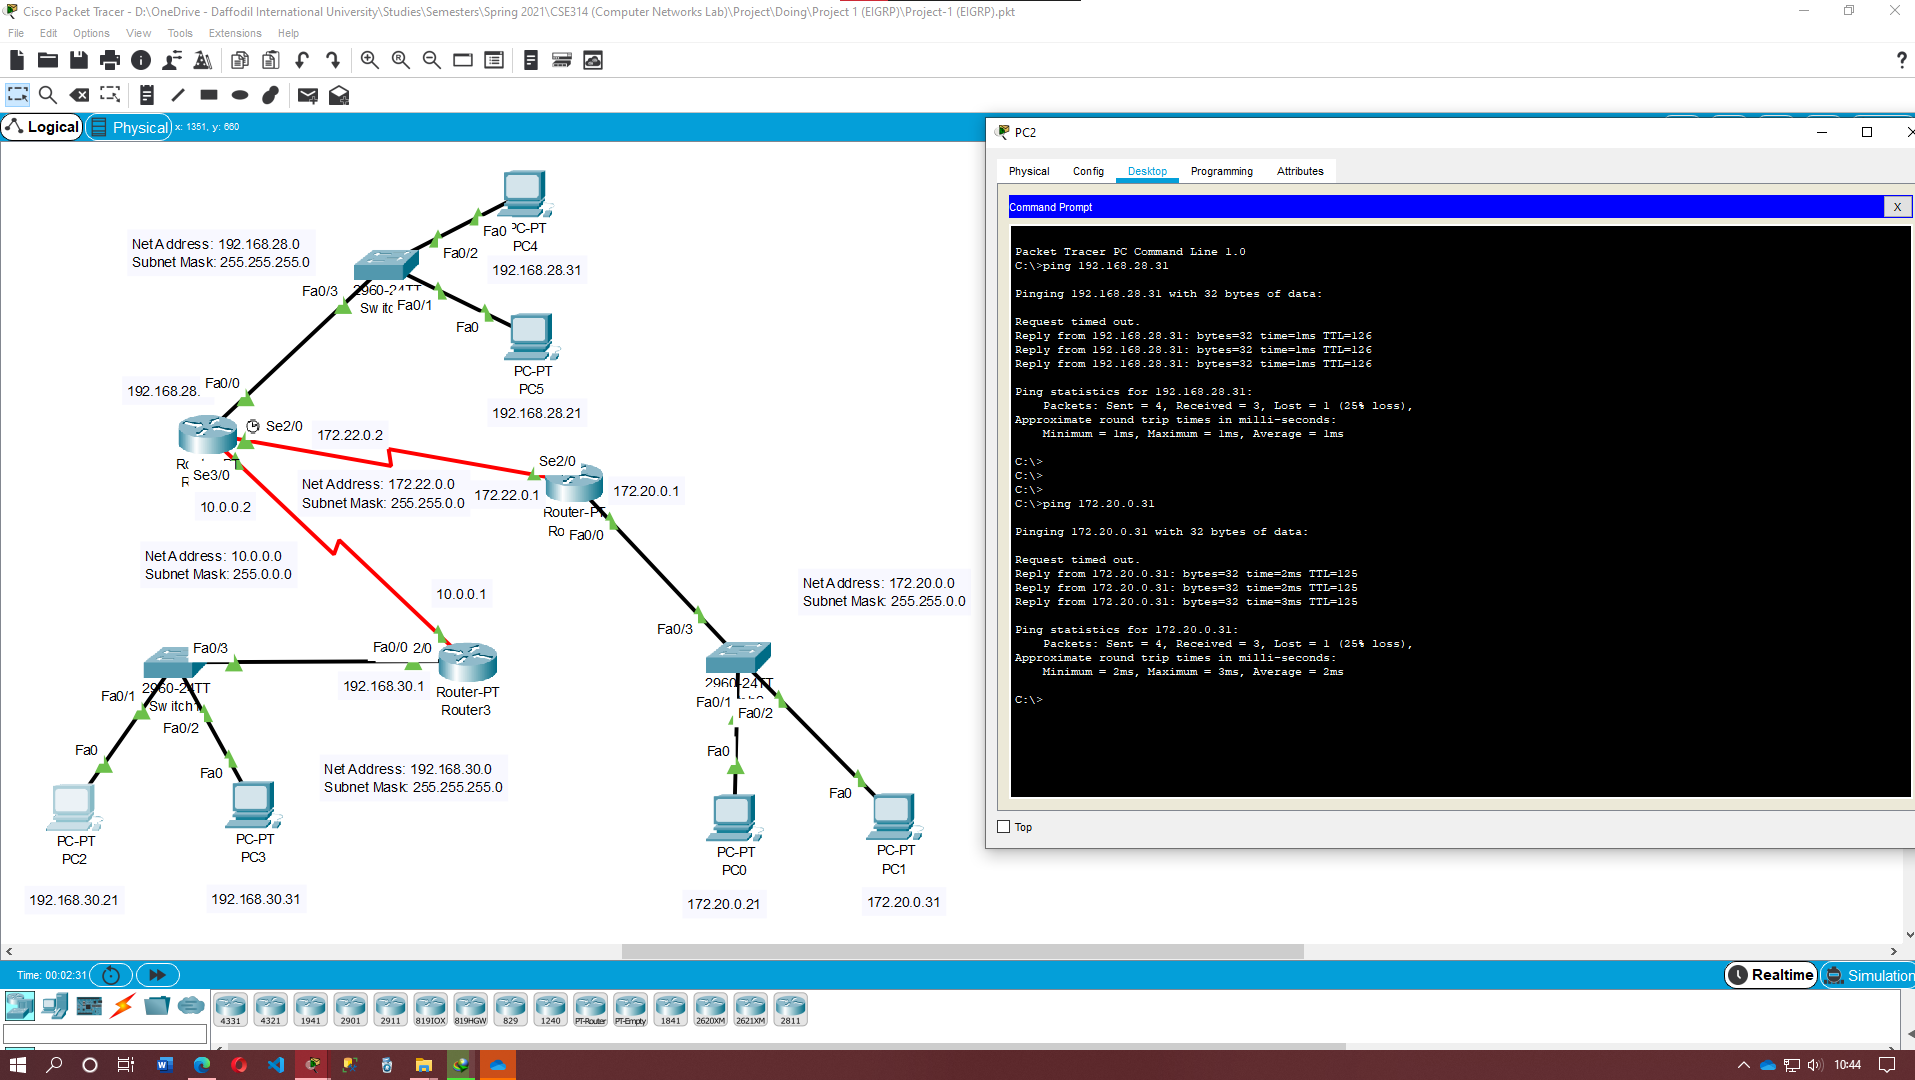 Cisco Packet Tracer - D:\OneDrive - Daffodil International University\Studies\Semesters\Spring 2021\CSE314 (Computer Networks Lab)\Project\Doing\Project 1 (EIGRP)\Project-1 (EIGRP).pkt
File Edit Options View Tools Extensions Help
Logical Physical x: 1351, y: 660
Net Address: 192.168.28.0
Subnet Mask: 255.255.255.0
Fa0 PC-PT
PC4
Fa0/2
192.168.28.31
Fa0/3
2960-24TT
Switc Fa0/1
Fa0
PC-PT
PC5
192.168.28.21
192.168.28. Fa0/0
Se2/0
172.22.0.2
Se3/0
10.0.0.2
Net Address: 172.22.0.0
Subnet Mask: 255.255.0.0
Se2/0
172.22.0.1
172.20.0.1
Router-PT
Ro Fa0/0
Net Address: 10.0.0.0
Subnet Mask: 255.0.0.0
10.0.0.1
Net Address: 172.20.0.0
Subnet Mask: 255.255.0.0
Fa0/3
Fa0/3
Fa0/0 2/0
192.168.30.1
Router-PT
Router3
2960-24TT
Switch1
Fa0/1
Fa0/2
Fa0
Fa0
2960-24TT
Fa0/1
Fa0/2
Fa0
Fa0
Net Address: 192.168.30.0
Subnet Mask: 255.255.255.0
PC-PT
PC2
192.168.30.21
PC-PT
PC3
192.168.30.31
PC-PT
PC0
172.20.0.21
PC-PT
PC1
172.20.0.31
PC2
Physical Config Desktop Programming Attributes
Command Prompt X
Packet Tracer PC Command Line 1.0
C:\>ping 192.168.28.31
Pinging 192.168.28.31 with 32 bytes of data:
Request timed out.
Reply from 192.168.28.31: bytes=32 time=1ms TTL=126
Reply from 192.168.28.31: bytes=32 time=1ms TTL=126
Reply from 192.168.28.31: bytes=32 time=1ms TTL=126
Ping statistics for 192.168.28.31:
Packets: Sent = 4, Received = 3, Lost = 1 (25% loss),
Approximate round trip times in milli-seconds:
Minimum = 1ms, Maximum = 1ms, Average = 1ms
C:\>
C:\>
C:\>
C:\>ping 172.20.0.31
Pinging 172.20.0.31 with 32 bytes of data:
Request timed out.
Reply from 172.20.0.31: bytes=32 time=2ms TTL=125
Reply from 172.20.0.31: bytes=32 time=2ms TTL=125
Reply from 172.20.0.31: bytes=32 time=3ms TTL=125
Ping statistics for 172.20.0.31:
Packets: Sent = 4, Received = 3, Lost = 1 (25% loss),
Approximate round trip times in milli-seconds:
Minimum = 2ms, Maximum = 3ms, Average = 2ms
C:\>
Top
Time: 00:02:31
Realtime Simulation
4331 4321 1941 2901 2911 819IOX 819HGW 829 1240 PT-Router PT-Empty 1841 2620XM 2621XM 2811
10:44